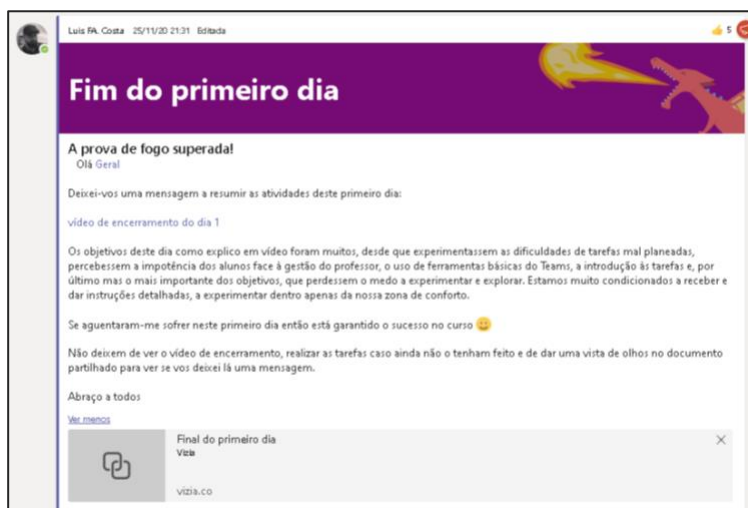 Luis FA. Costa 25/11/20 21:31 Editada
5
Fim do primeiro dia
A prova de fogo superada!
Olá Geral
Deixei-vos uma mensagem a resumir as atividades deste primeiro dia:
vídeo de encerramento do dia 1
Os objetivos deste dia como explico em vídeo foram muitos, desde que experimentassem as dificuldades de tarefas mal planeadas,
percebessem a impotência dos alunos face á gestão do professor, o uso de ferramentas básicas do Teams, a introdução às tarefas e, por
último mas o mais importante dos objetivos, que perdessem o medo a experimentar e explorar. Estamos muito condicionados a receber e
dar instruções detalhadas, a experimentar dentro apenas da nossa zona de conforto.
Se aguentaram-me sofrer neste primeiro dia então está garantido o sucesso no curso
Não deixem de ver o vídeo de encerramento, realizar as tarefas caso ainda não o tenham feito e de dar uma vista de olhos no documento
partilhado para ver se vos deixei lá uma mensagem.
Abraço a todos
Ver menos
Final do primeiro dia
Vizia
vizia.co